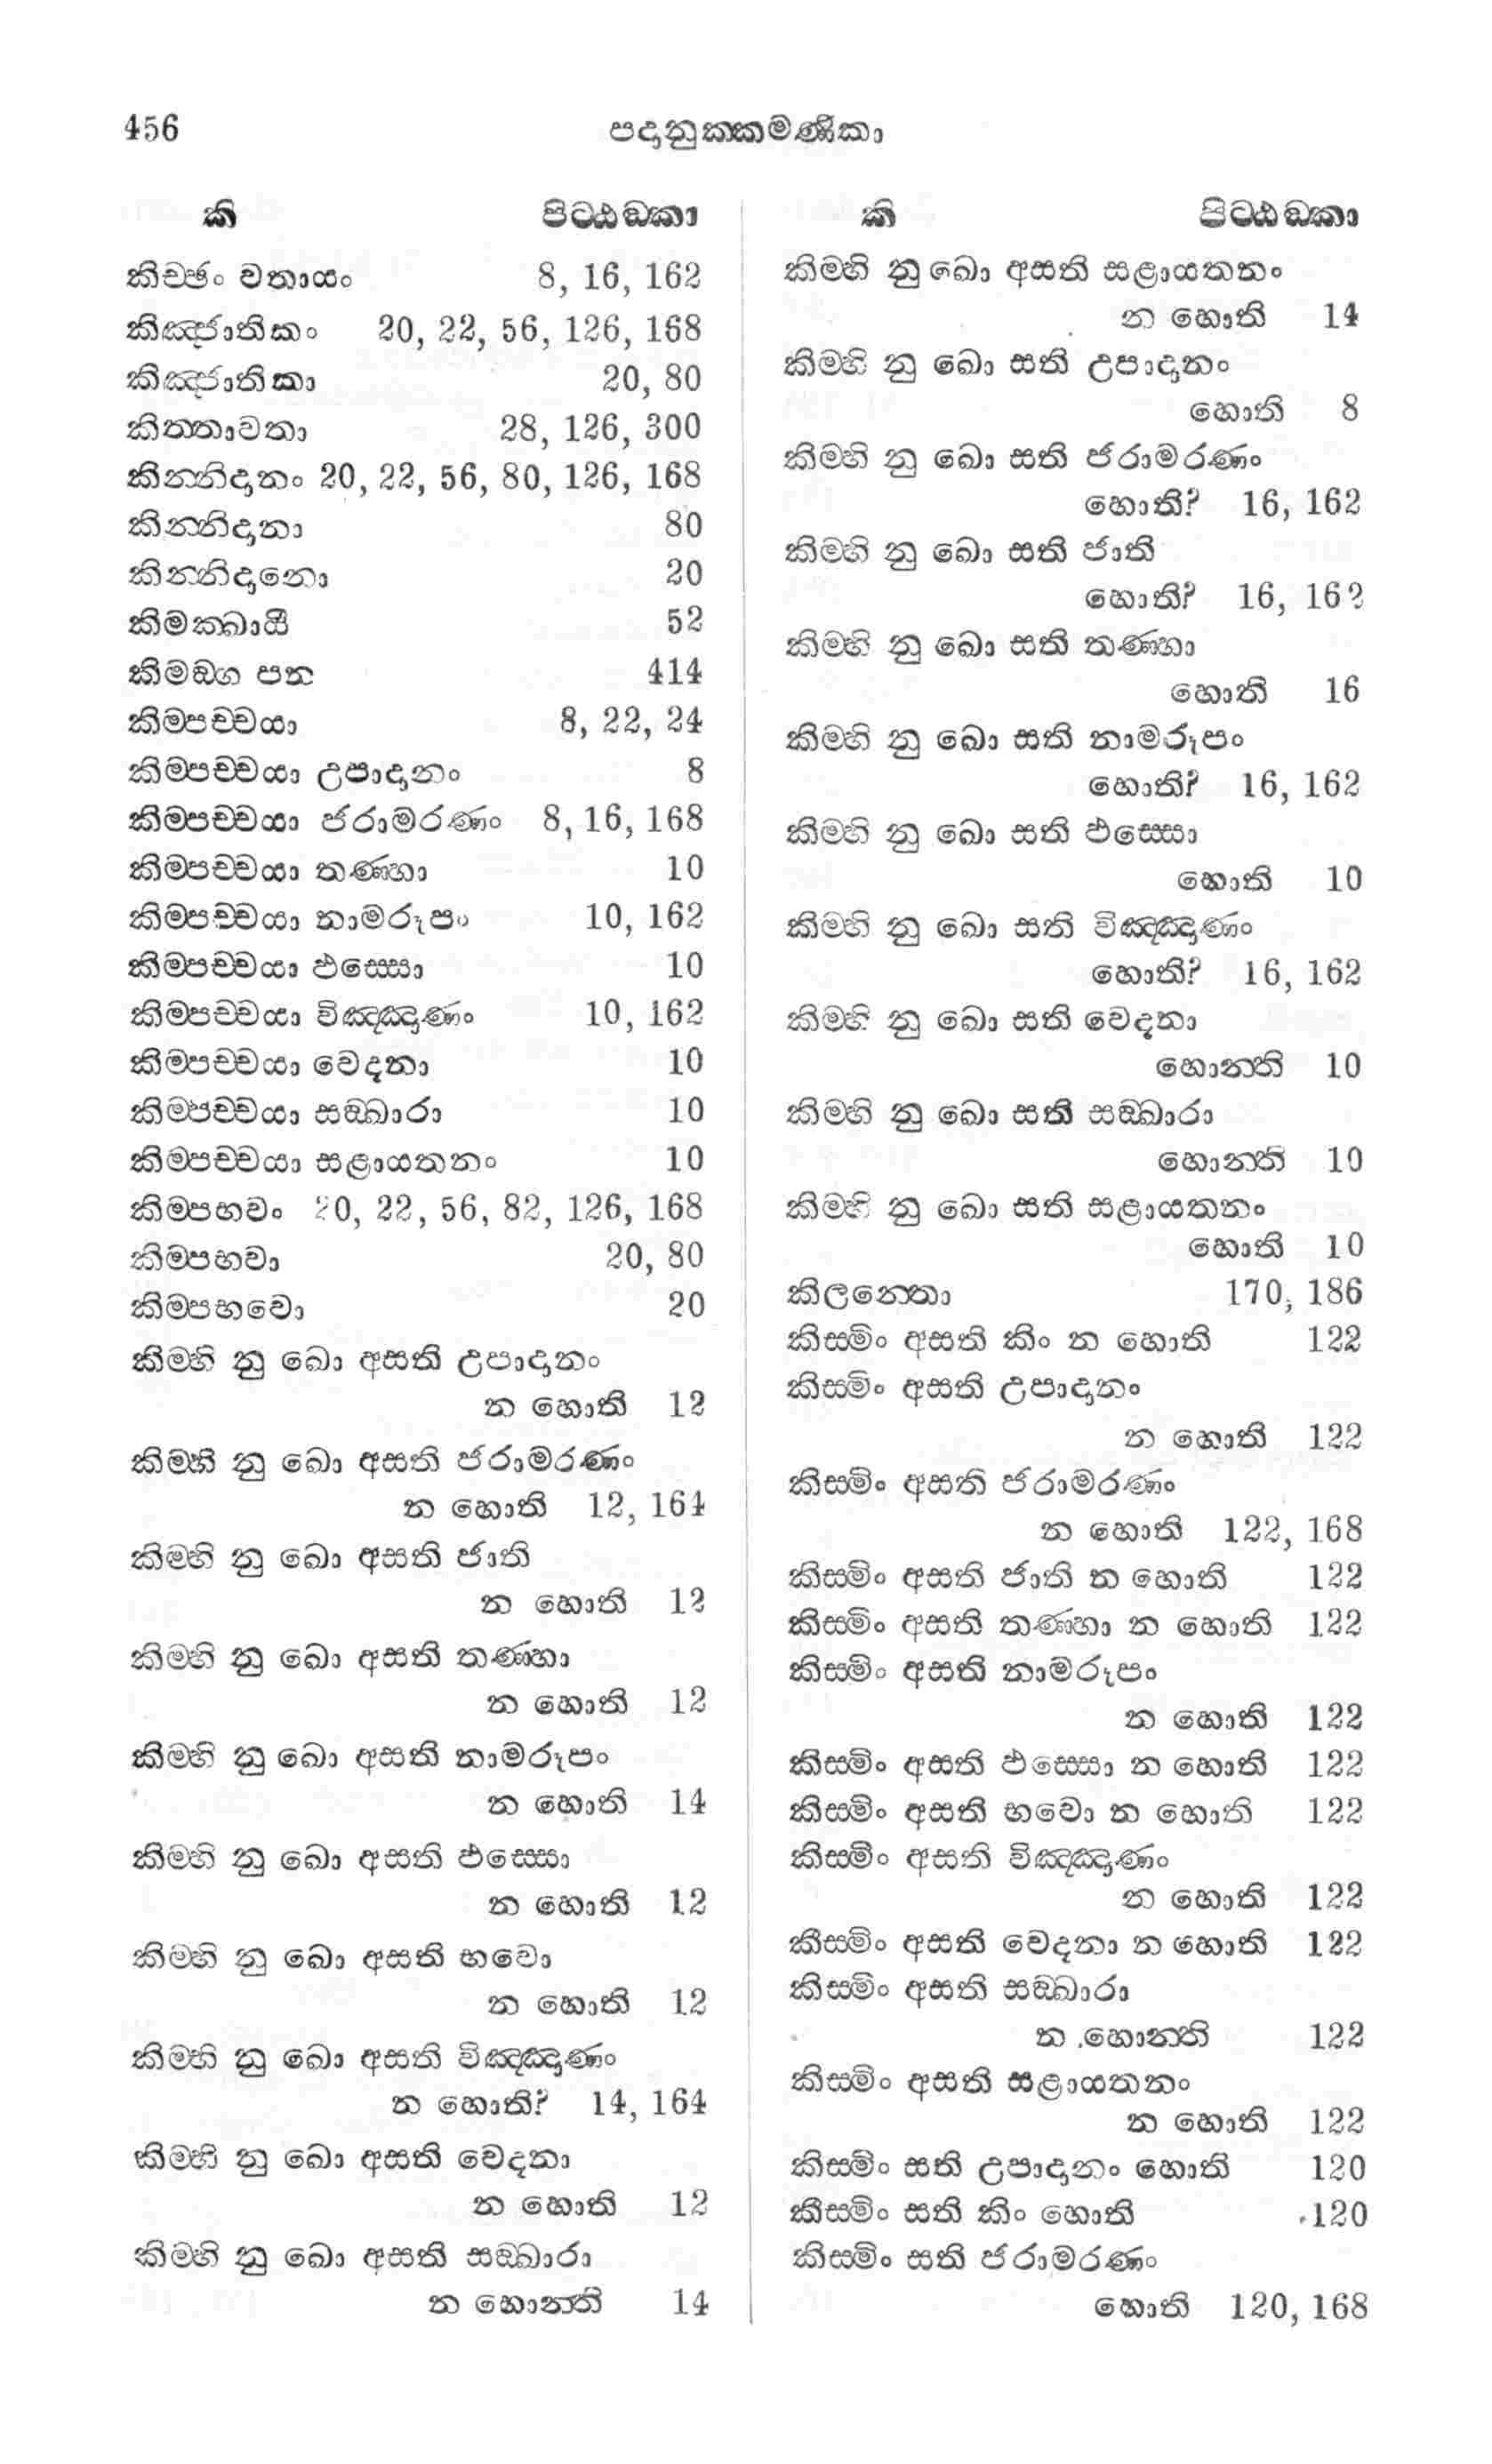 456
පදානුක්කමණිකා
කි පිට්ඨඞ්කා
කිච්ඡං වතායං 8, 16, 162
කිඤ්ජාතිකං 20, 22, 56, 126, 168
කිඤ්ජාතිකා 20, 80
කිත්තාවතා 28, 126, 300
කින්නිදානං 20, 22, 56, 80, 126, 168
කින්නිදානා 80
කින්නිදානො 20
කිමක්ඛායී 52
කිමඞ්ග පන 414
කිම්පච්චයා 8, 22, 24
කිම්පච්චයා උපාදානං 8
කිම්පච්චයා ජරාමරණං 8, 16, 168
කිම්පච්චයා තණ්හා 10
කිම්පච්චයා නාමරූපං 10, 162
කිම්පච්චයා ඵස්සො 10
කිම්පච්චයා විඤ්ඤාණං 10, 162
කිම්පච්චයා වෙදනා 10
කිම්පච්චයා සඞ්ඛාරා 10
කිම්පච්චයා සළායතනං 10
කිම්පභවං 20, 22, 56, 82, 126, 168
කිම්පභවා 20, 80
කිම්පභවො 20
කිම්හි නු ඛො අසති උපාදානං
න හොති 12
කිම්හි නු ඛො අසති ජරාමරණං
න හොති 12, 164
කිම්හි නු ඛො අසති ජාති
න හොති 12
කිම්හි නු ඛො අසති තණ්හා
න හොති 12
කිම්හි නු ඛො අසති නාමරූපං
න හොති 14
කිම්හි නු ඛො අසති ඵස්සො
න හොති 12
කිම්හි නු ඛො අසති භවො
න හොති 12
කිම්හි නු ඛො අසති විඤ්ඤාණං
න හොති? 14, 164
කිම්හි නු ඛො අසති වෙදනා
න හොති 12
කිම්හි නු ඛො අසති සඞ්ඛාරා
න හොන්ති 14
කි පිට්ඨඞ්කා
කිම්හි නු ඛො අසති සළායතනං
න හොති 14
කිම්හි නු ඛො සති උපාදානං
හොති 8
කිම්හි නු ඛො සති ජරාමරණං
හොති? 16, 162
කිම්හි නු ඛො සති ජාති
හොති? 16, 162
කිම්හි නු ඛො සති තණ්හා
හොති 16
කිම්හි නු ඛො සති නාමරූපං
හොති? 16, 162
කිම්හි නු ඛො සති ඵස්සො
හොති 10
කිම්හි නු ඛො සති විඤ්ඤාණං
හොති? 16, 162
කිම්හි නු ඛො සති වෙදනා
හොන්ති 10
කිම්හි නු ඛො සති සඞ්ඛාරා
හොන්ති 10
කිම්හි නු ඛො සති සළායතනං
හොති 10
කිලන්තො 170, 186
කිස්මිං අසති කිං න හොති 122
කිස්මිං අසති උපාදානං
න හොති 122
කිස්මිං අසති ජරාමරණං
න හොති 122, 168
කිස්මිං අසති ජාති න හොති 122
කිස්මිං අසති තණ්හා න හොති 122
කිස්මිං අසති නාමරූපං
න හොති 122
කිස්මිං අසති ඵස්සො න හොති 122
කිස්මිං අසති භවො න හොති 122
කිස්මිං අසති විඤ්ඤාණං
න හොති 122
කිස්මිං අසති වෙදනා න හොති 122
කිස්මිං අසති සඞ්ඛාරා
න හොන්ති 122
කිස්මිං අසති සළායතනං
න හොති 122
කිස්මිං සති උපාදානං හොති 120
කිස්මිං සති කිං හොති 120
කිස්මිං සති ජරාමරණං
හොති 120, 168